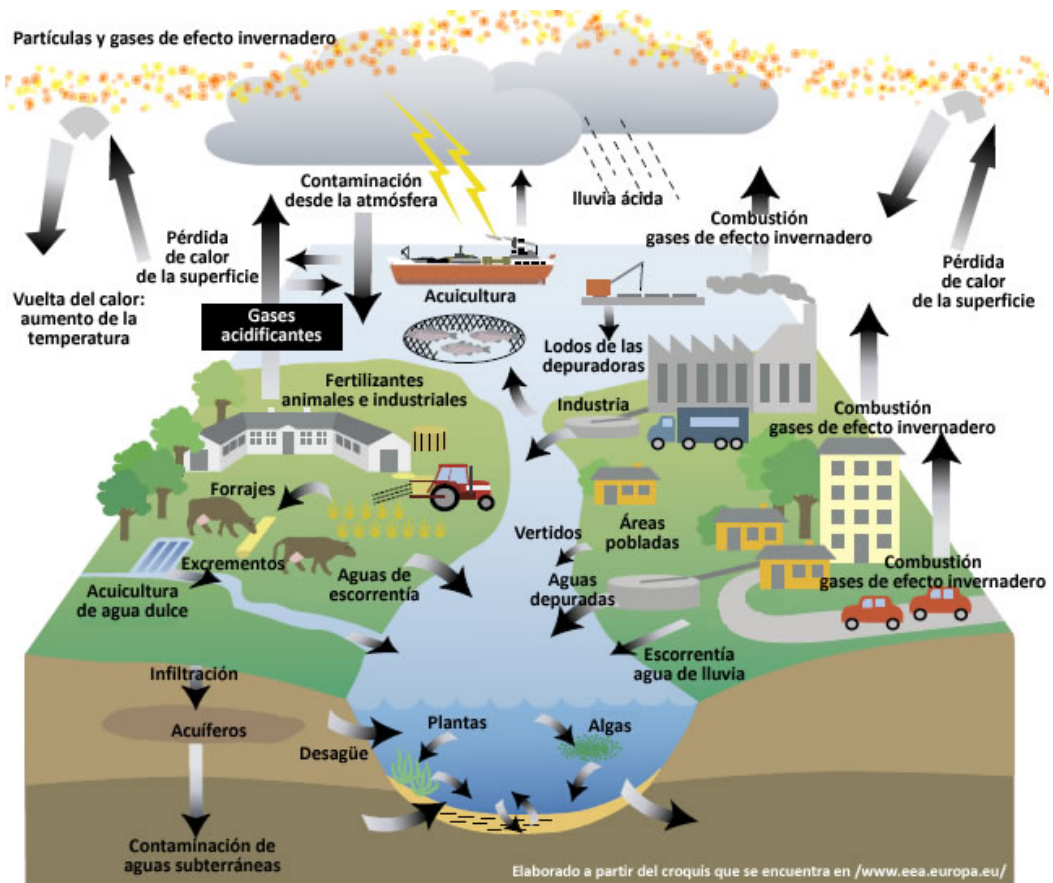 Partículas y gases de efecto invernadero
Contaminación
desde la atmósfera
lluvia ácida
Combustión
gases de efecto invernadero
Pérdida
de calor
de la superficie
Pérdida
de calor
de la superficie
Vuelta del calor:
aumento de la
temperatura
Gases
acidificantes
Acuicultura
Lodos de las
depuradoras
Fertilizantes
animales e industriales
Industria
Combustión
gases de efecto invernadero
Forrajes
Vertidos
Áreas
pobladas
Excrementos
Acuicultura
de agua dulce
Aguas de
escorrentía
Aguas
depuradas
Combustión
gases de efecto invernadero
Escorrentía
agua de lluvia
Infiltración
Acuíferos
Desagüe
Plantas
Algas
Contaminación de
aguas subterráneas
Elaborado a partir del croquis que se encuentra en /www.eea.europa.eu/